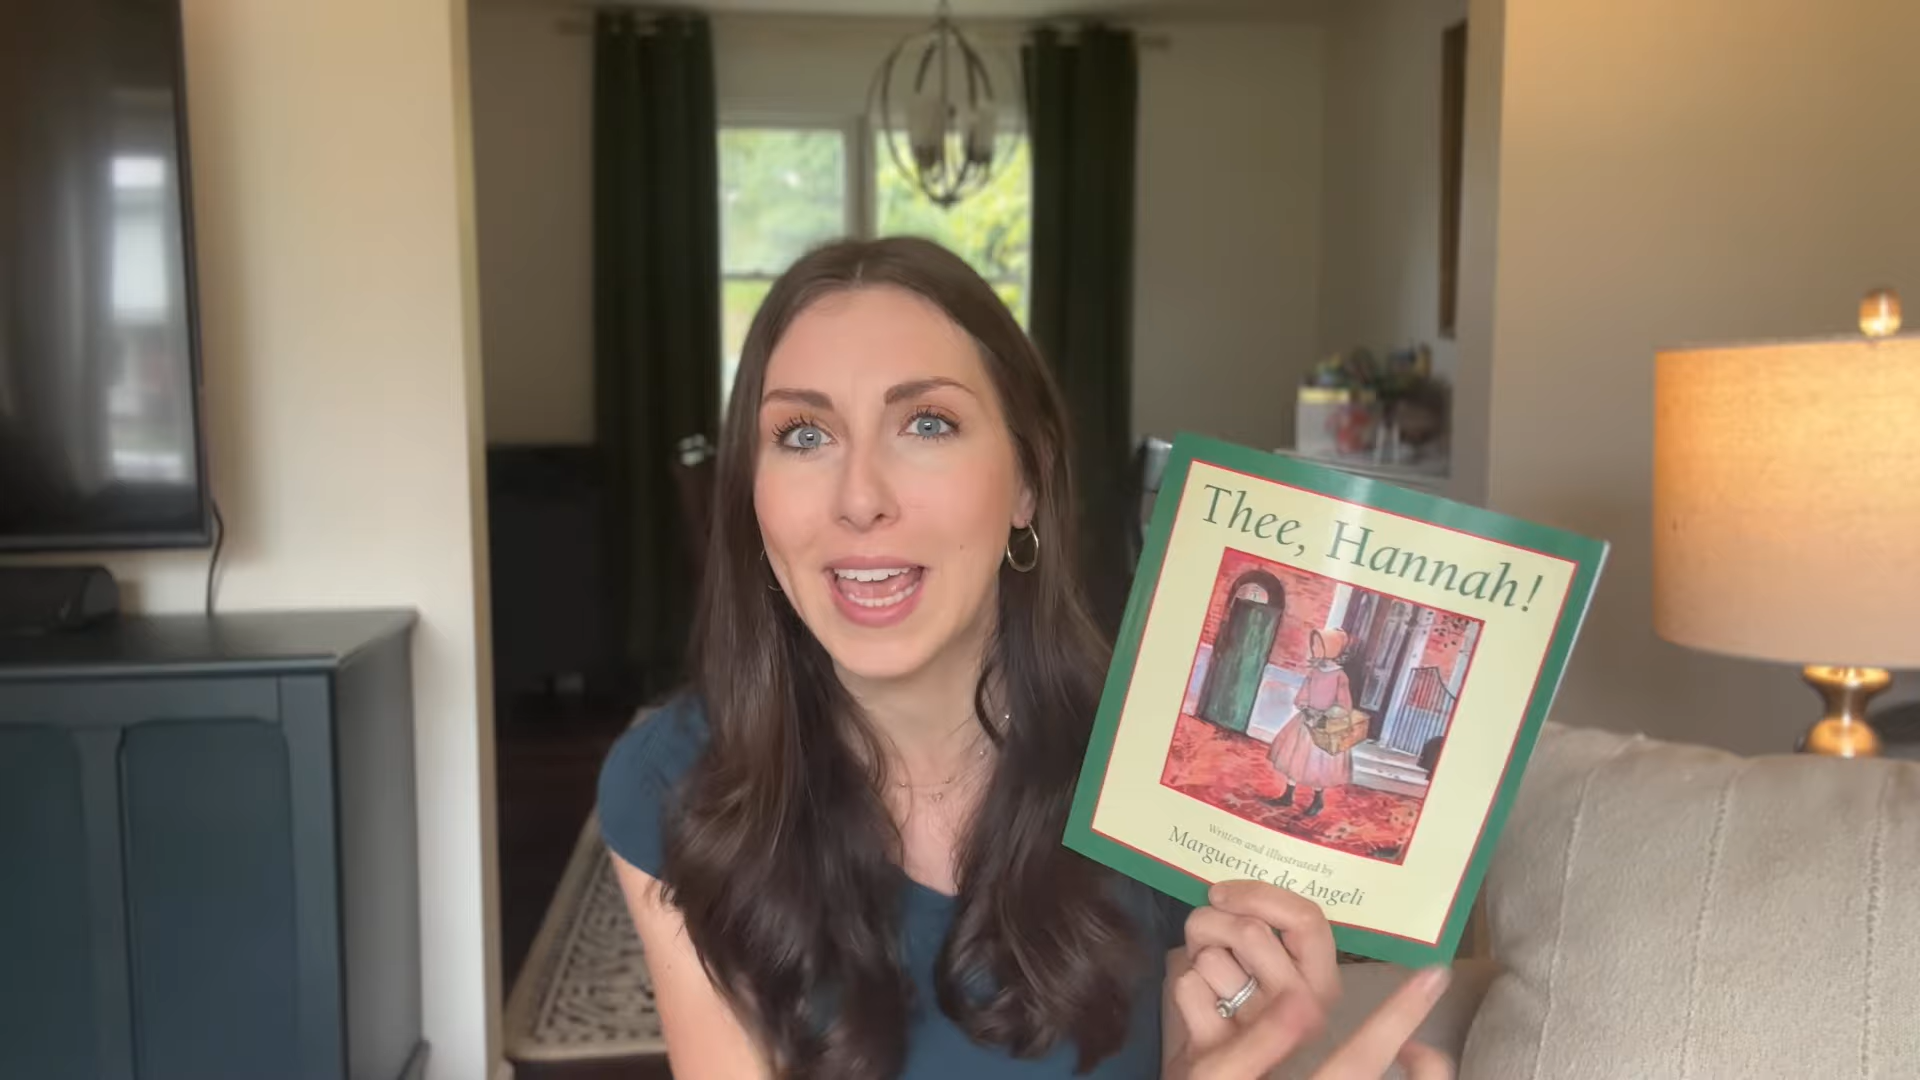 Thee, Hannah!
Written and illustrated by
Marguerite de Angeli